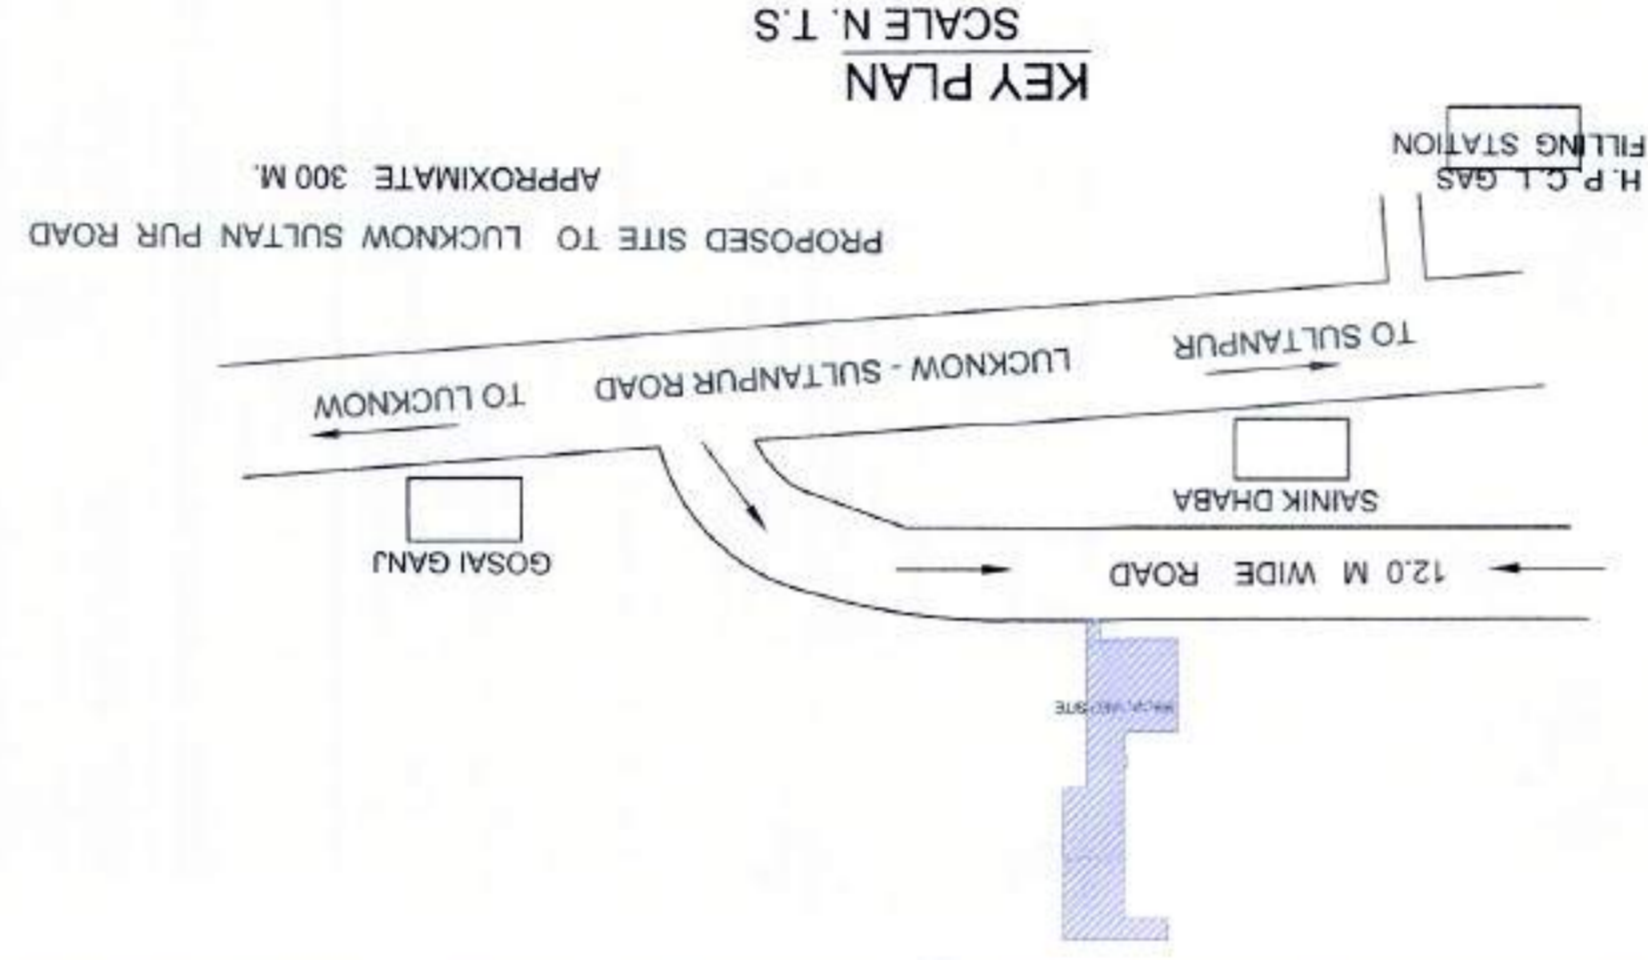 SITE
12.0 M WIDE ROAD
GOSAI GANJ
SAINIK DHABA
TO LUCKNOW
LUCKNOW - SULTANPUR ROAD
TO SULTANPUR
PROPOSED SITE TO LUCKNOW SULTAN PUR ROAD
APPROXIMATE 300 M.
H.P.C.L GAS
FILLING STATION
KEY PLAN
SCALE N. T.S